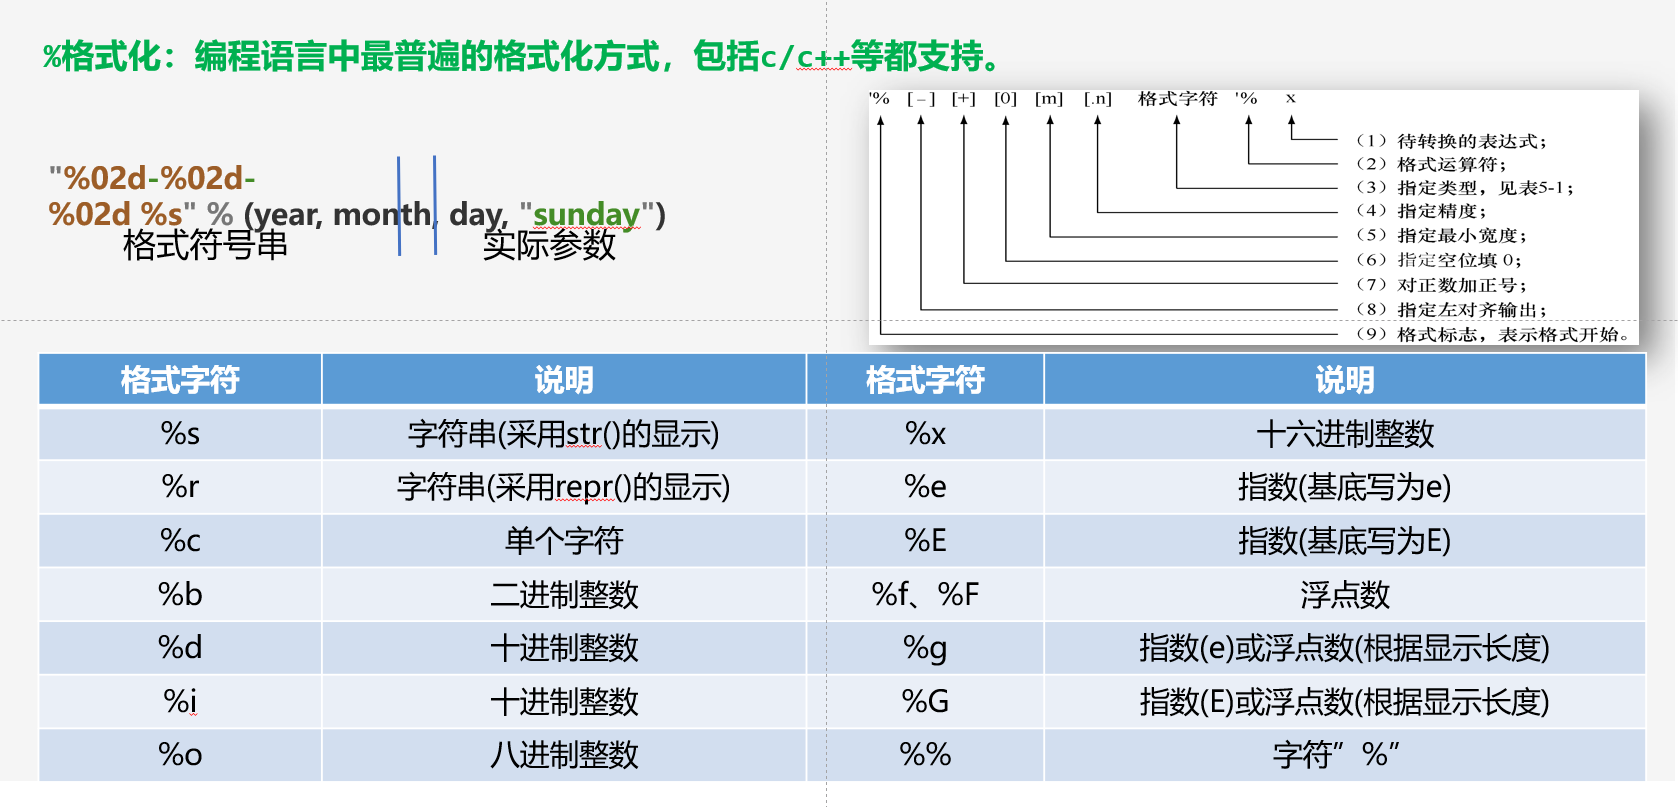 %格式化：编程语言中最普遍的格式化方式，包括c/c++等都支持。
"%02d-%02d-
%02d %s" % (year, month, day, "sunday")
格式符号串 实际参数
'% [－] [+] [0] [m] [.n] 格式字符 '% x
（1）待转换的表达式；
（2）格式运算符；
（3）指定类型，见表5-1；
（4）指定精度；
（5）指定最小宽度；
（6）指定空位填 0；
（7）对正数加正号；
（8）指定左对齐输出；
（9）格式标志，表示格式开始。
格式字符 说明 格式字符 说明
%s 字符串(采用str()的显示) %x 十六进制整数
%r 字符串(采用repr()的显示) %e 指数(基底写为e)
%c 单个字符 %E 指数(基底写为E)
%b 二进制整数 %f、%F 浮点数
%d 十进制整数 %g 指数(e)或浮点数(根据显示长度)
%i 十进制整数 %G 指数(E)或浮点数(根据显示长度)
%o 八进制整数 %% 字符”%”